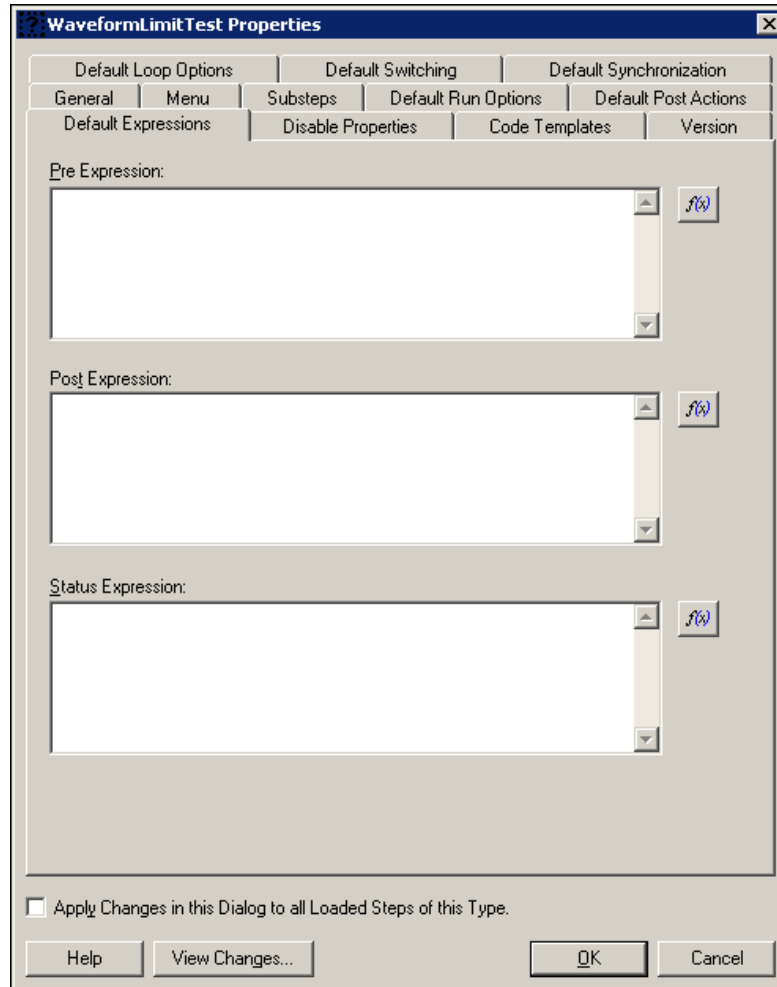 WaveformLimitTest Properties
Default Loop Options Default Switching Default Synchronization
General Menu Substeps Default Run Options Default Post Actions
Default Expressions Disable Properties Code Templates Version
Pre Expression:
f(x)
Post Expression:
f(x)
Status Expression:
f(x)
Apply Changes in this Dialog to all Loaded Steps of this Type.
Help View Changes... OK Cancel